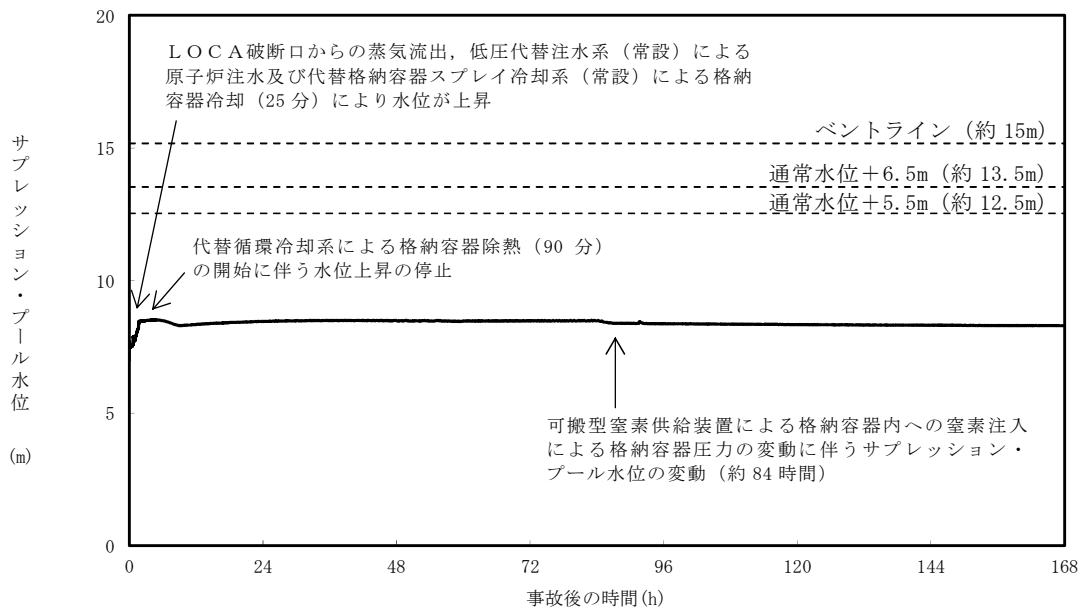 20
15
10
5
0
サプレッション・プール水位 (m)
ＬＯＣＡ破断口からの蒸気流出，低圧代替注水系（常設）による
原子炉注水及び代替格納容器スプレイ冷却系（常設）による格納
容器冷却（25 分）により水位が上昇
ベントライン（約 15m）
通常水位＋6.5m（約 13.5m）
通常水位＋5.5m（約 12.5m）
代替循環冷却系による格納容器除熱（90 分）
の開始に伴う水位上昇の停止
可搬型窒素供給装置による格納容器内への窒素注入
による格納容器圧力の変動に伴うサプレッション・
プール水位の変動（約 84 時間）
0 24 48 72 96 120 144 168
事故後の時間(h)